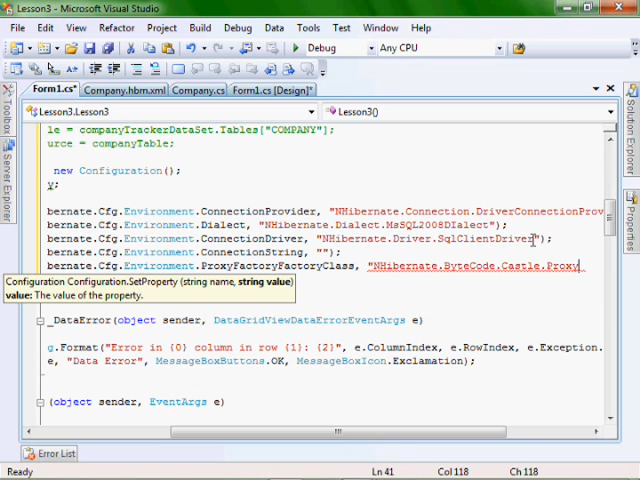 Lesson3 - Microsoft Visual Studio
File Edit View Refactor Project Build Debug Data Tools Test Window Help
Debug Any CPU
Form1.cs* Company.hbm.xml Company.cs Form1.cs [Design]*
Lesson3.Lesson3 Lesson3()
Toolbox
Server Explorer
Solution Explorer
Properties
le = companyTrackerDataSet.Tables["COMPANY"];
urce = companyTable;
new Configuration();
y;
bernate.Cfg.Environment.ConnectionProvider, "NHibernate.Connection.DriverConnectionProv
bernate.Cfg.Environment.Dialect, "NHibernate.Dialect.MsSQL2008DIalect");
bernate.Cfg.Environment.ConnectionDriver, "NHibernate.Driver.SqlClientDriver");
bernate.Cfg.Environment.ConnectionString, "");
bernate.Cfg.Environment.ProxyFactoryFactoryClass, "NHibernate.ByteCode.Castle.Proxy
Configuration Configuration.SetProperty (string name, string value)
value: The value of the property.
_DataError(object sender, DataGridViewDataErrorEventArgs e)
g.Format("Error in {0} column in row {1}: {2}", e.ColumnIndex, e.RowIndex, e.Exception.
e, "Data Error", MessageBoxButtons.OK, MessageBoxIcon.Exclamation);
(object sender, EventArgs e)
Error List
Ready Ln 41 Col 118 Ch 118